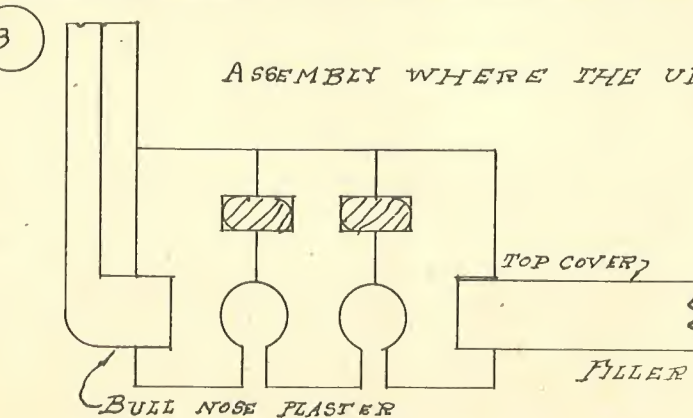 3
ASSEMBLY WHERE THE
TOP COVER
FILLER
BULL NOSE PLASTER